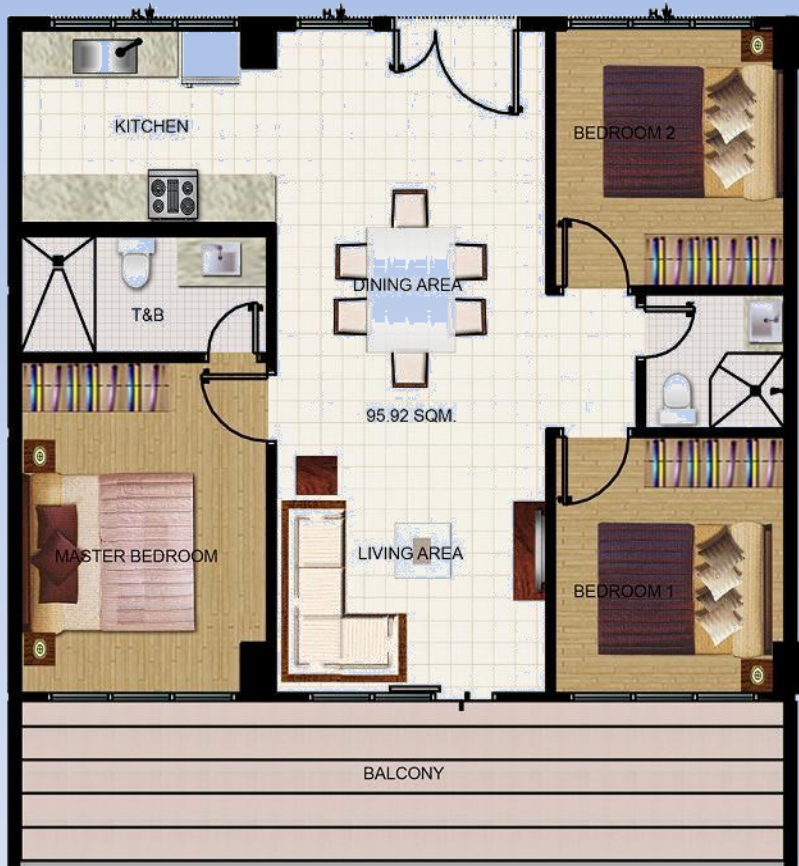 H.W
H.W
H.W
KITCHEN
BEDROOM 2
DINING AREA
T&B
95.92 SQM.
MASTER BEDROOM
LIVING AREA
BEDROOM 1
BALCONY